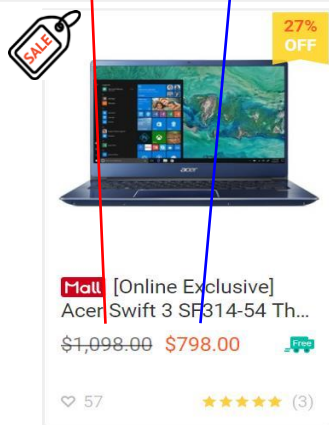 SALE
27%
OFF
acer
Mall [Online Exclusive]
Acer Swift 3 SF314-54 Th...
$1,098.00 $798.00
Free
57
(3)